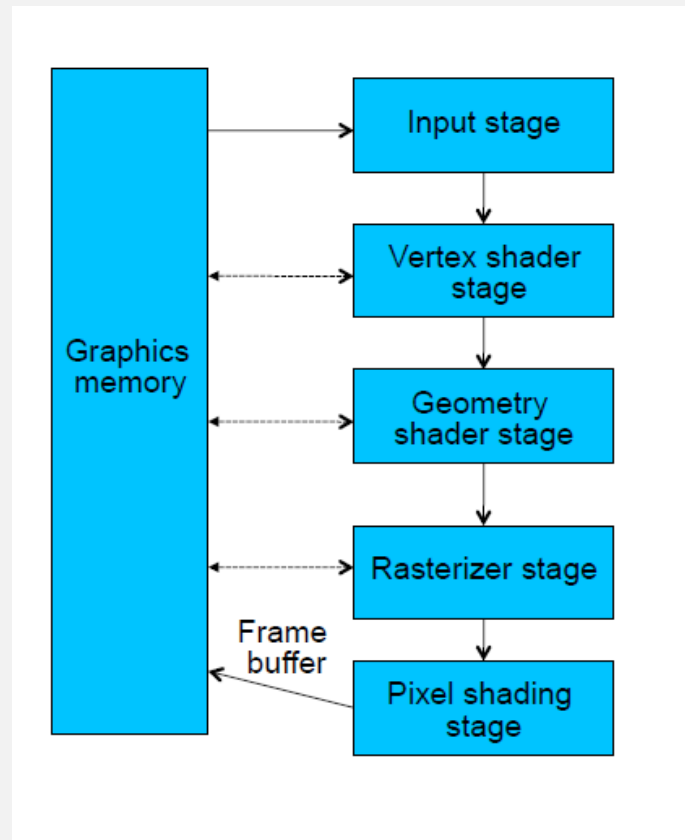 Input stage
Vertex shader
stage
Graphics
memory
Geometry
shader stage
Rasterizer stage
Frame
buffer
Pixel shading
stage